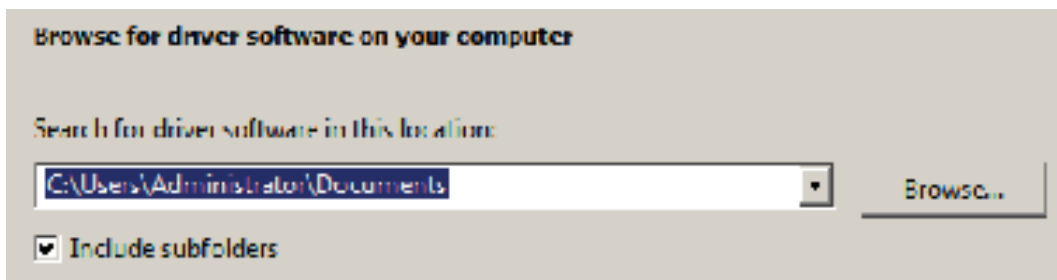 Browse for driver software on your computer
Search for driver software in this location:
C:\Users\Administrator\Documents
Browse...
Include subfolders